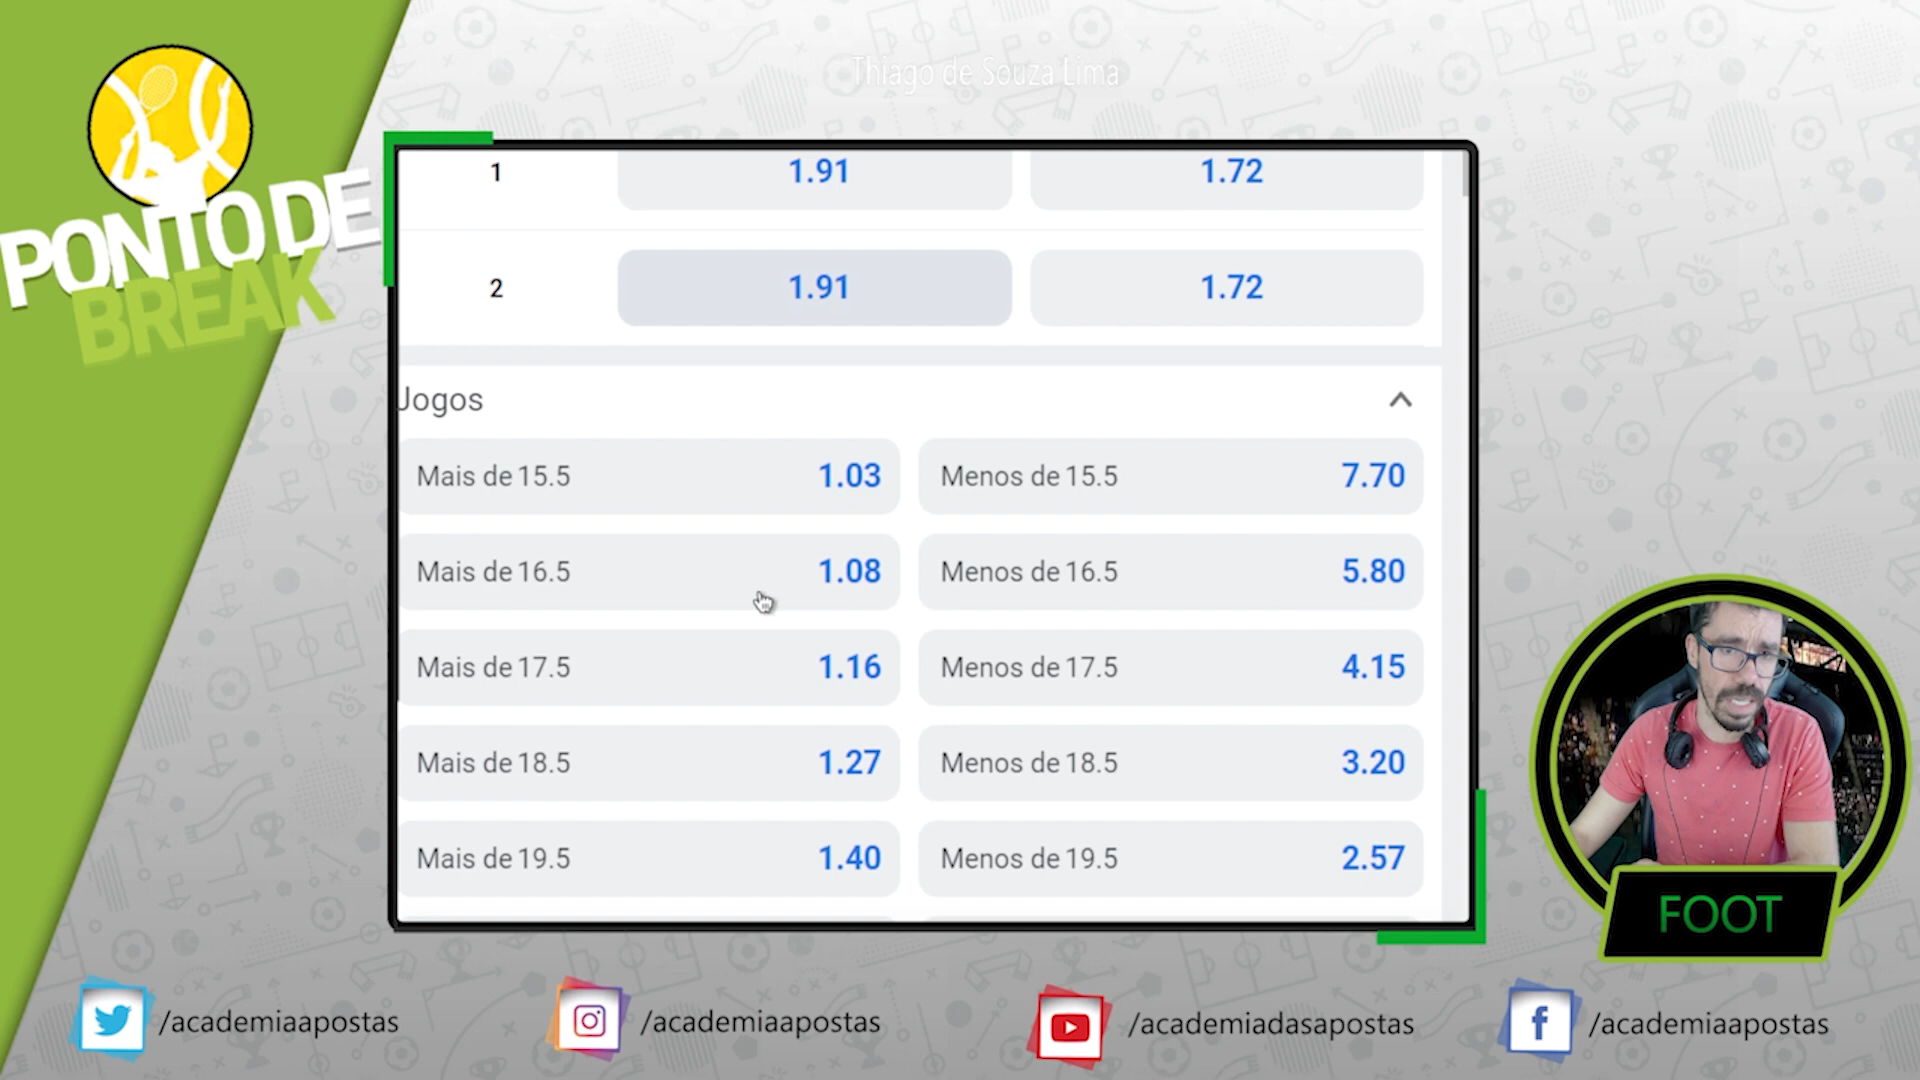 Thiago de Souza Lima
PONTO DE
BREAK
1 1.91 1.72
2 1.91 1.72
Jogos
Mais de 15.5 1.03 Menos de 15.5 7.70
Mais de 16.5 1.08 Menos de 16.5 5.80
Mais de 17.5 1.16 Menos de 17.5 4.15
Mais de 18.5 1.27 Menos de 18.5 3.20
Mais de 19.5 1.40 Menos de 19.5 2.57
FOOT
/academiaapostas
/academiaapostas
/academiadasapostas
/academiaapostas